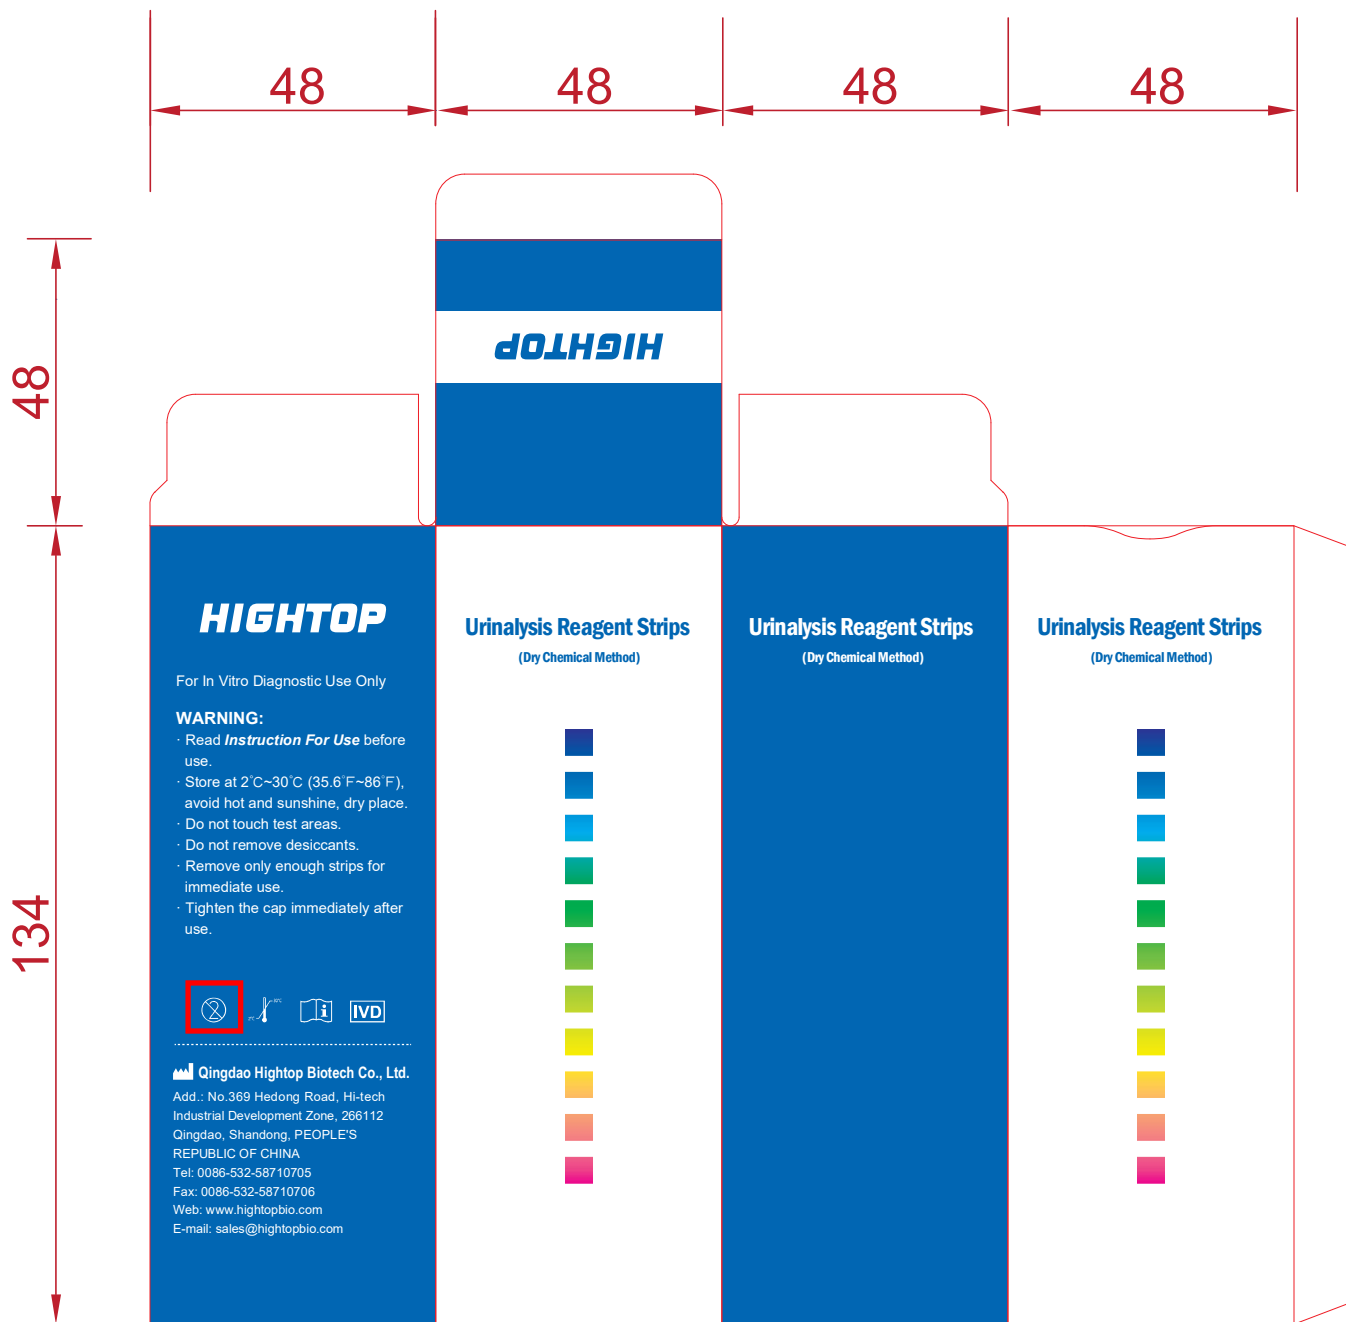 48
48
48
48
48
134
HIGHTOP
HIGHTOP
For In Vitro Diagnostic Use Only
WARNING:
· Read Instruction For Use before
use.
· Store at 2°C~30°C (35.6°F~86°F),
avoid hot and sunshine, dry place.
· Do not touch test areas.
· Do not remove desiccants.
· Remove only enough strips for
immediate use.
· Tighten the cap immediately after
use.
2
2°C
30°C
i
IVD
Qingdao Hightop Biotech Co., Ltd.
Add.: No.369 Hedong Road, Hi-tech
Industrial Development Zone, 266112
Qingdao, Shandong, PEOPLE'S
REPUBLIC OF CHINA
Tel: 0086-532-58710705
Fax: 0086-532-58710706
Web: www.hightopbio.com
E-mail: sales@hightopbio.com
Urinalysis Reagent Strips
(Dry Chemical Method)
Urinalysis Reagent Strips
(Dry Chemical Method)
Urinalysis Reagent Strips
(Dry Chemical Method)